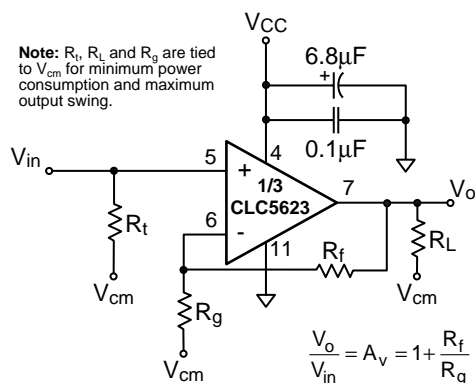 Note: Rt, RL and Rg are tied
to Vcm for minimum power
consumption and maximum
output swing.
VCC
6.8µF
+
0.1µF
Vin
5
4
+
1/3
CLC5623
7
Vo
6
-
11
Rt
Rf
RL
Vcm
Rg
Vcm
Vcm
Vo/Vin = Av = 1 + Rf/Rg